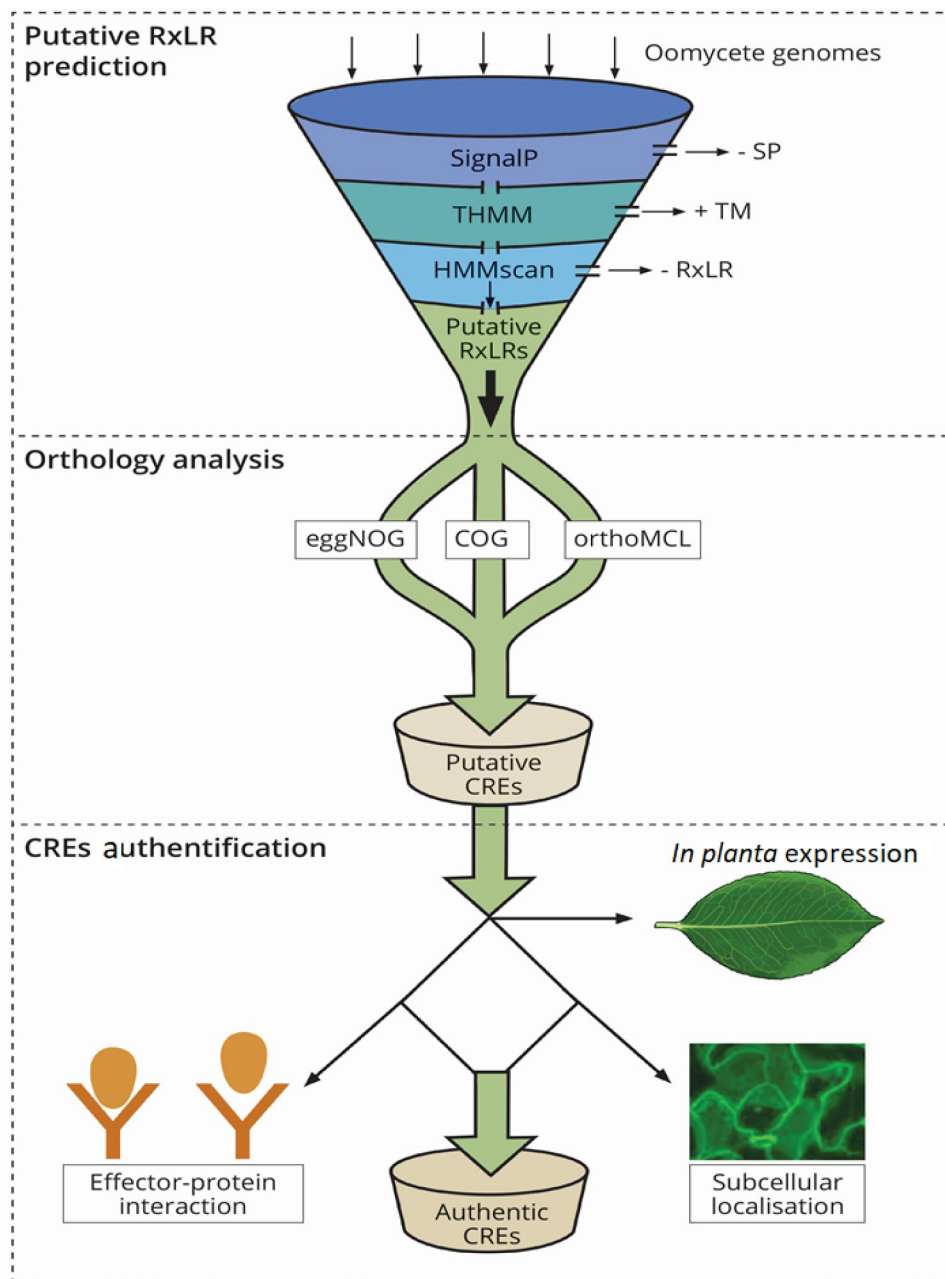 Putative RxLR
prediction
Oomycete genomes
SignalP
- SP
THMM
+ TM
HMMscan
- RxLR
Putative
RxLRs
Orthology analysis
eggNOG
COG
orthoMCL
Putative
CREs
CREs authentification
In planta expression
Effector-protein
interaction
Subcellular
localisation
Authentic
CREs